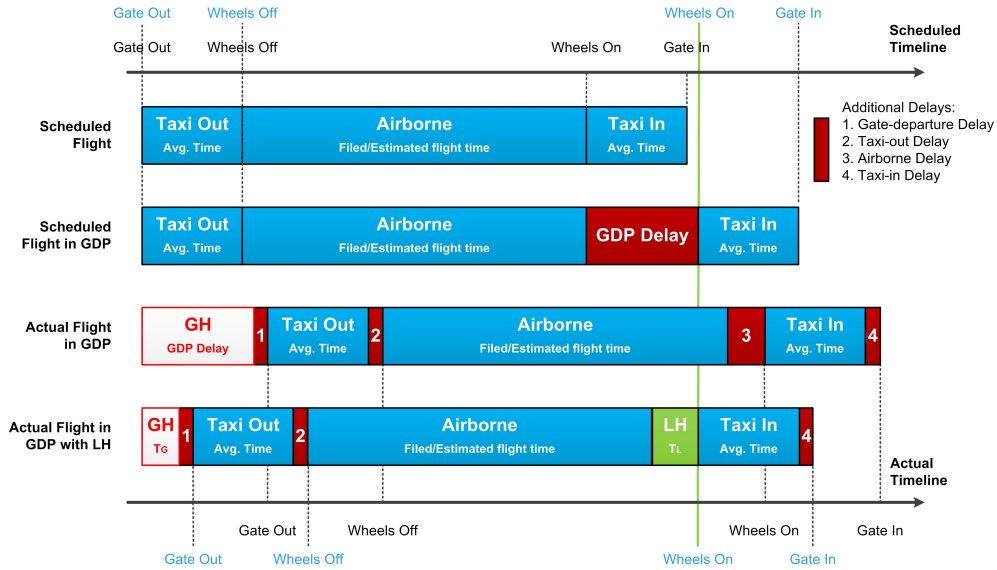 Gate Out Wheels Off Wheels On Gate In
Gate Out Wheels Off Wheels On Gate In
Scheduled
Timeline
Scheduled
Flight
Taxi Out
Avg. Time
Airborne
Filed/Estimated flight time
Taxi In
Avg. Time
Additional Delays:
1. Gate-departure Delay
2. Taxi-out Delay
3. Airborne Delay
4. Taxi-in Delay
Scheduled
Flight in GDP
Taxi Out
Avg. Time
Airborne
Filed/Estimated flight time
GDP Delay
Taxi In
Avg. Time
Actual Flight
in GDP
GH
GDP Delay
1
Taxi Out
Avg. Time
2
Airborne
Filed/Estimated flight time
3
Taxi In
Avg. Time
4
Actual Flight in
GDP with LH
GH
TG
1
Taxi Out
Avg. Time
2
Airborne
Filed/Estimated flight time
LH
TL
Taxi In
Avg. Time
4
Actual
Timeline
Gate Out Wheels Off Wheels On Gate In
Gate Out Wheels Off Wheels On Gate In